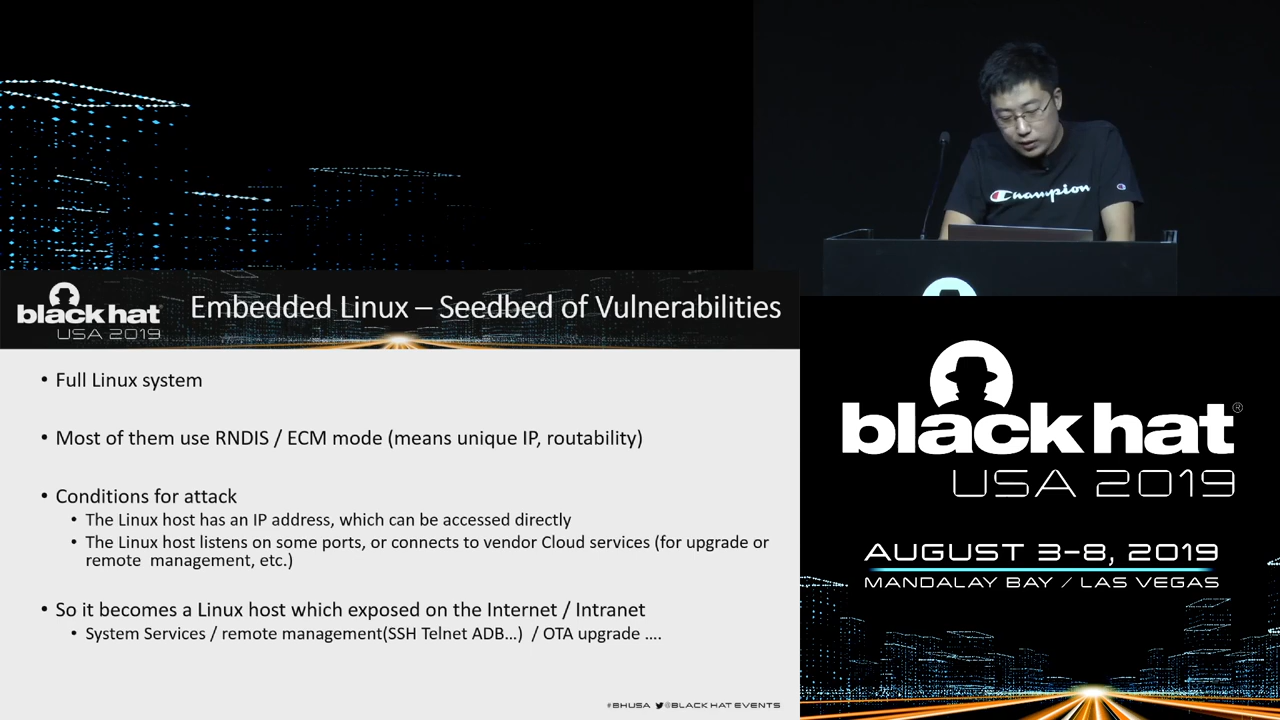 Champion
black hat
USA 2019
Embedded Linux – Seedbed of Vulnerabilities
• Full Linux system
• Most of them use RNDIS / ECM mode (means unique IP, routability)
• Conditions for attack
• The Linux host has an IP address, which can be accessed directly
• The Linux host listens on some ports, or connects to vendor Cloud services (for upgrade or
remote  management, etc.)
• So it becomes a Linux host which exposed on the Internet / Intranet
• System Services / remote management(SSH Telnet ADB...)  / OTA upgrade ....
#BHUSA @BLACK HAT EVENTS
black hat®
USA 2019
AUGUST 3-8, 2019
MANDALAY BAY / LAS VEGAS